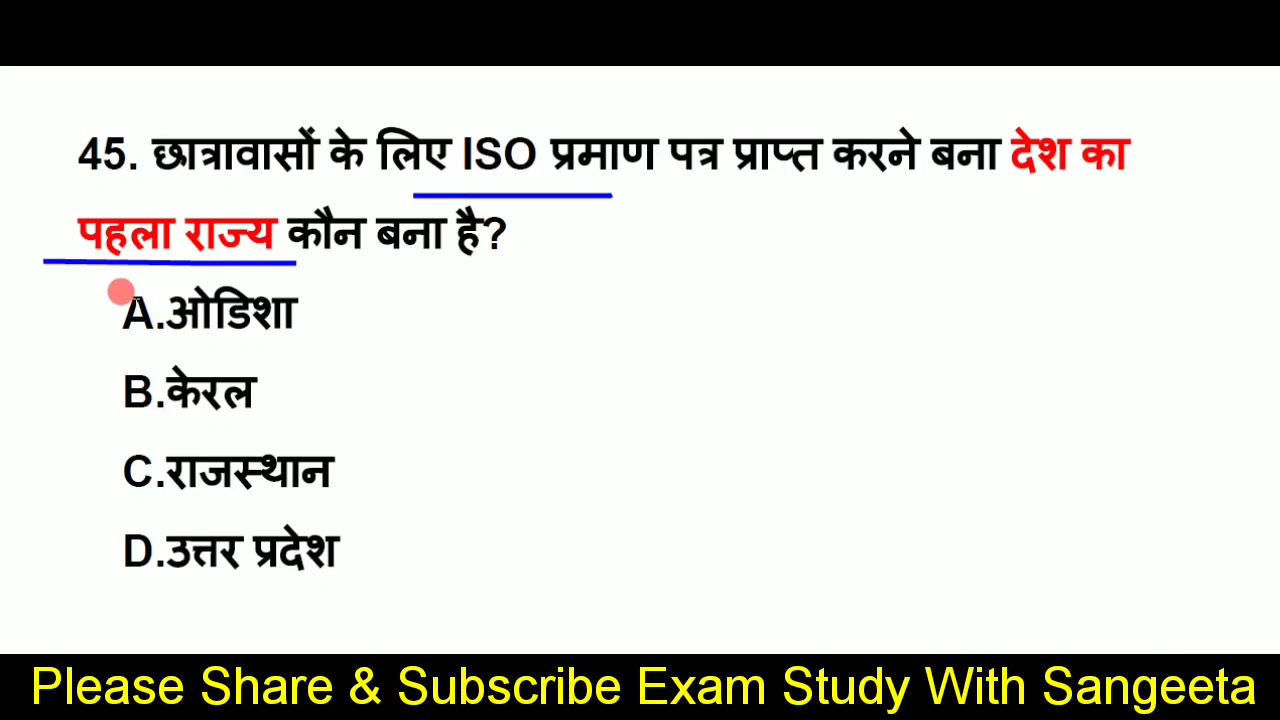 45. छात्रावासों के लिए ISO प्रमाण पत्र प्राप्त करने बना देश का
पहला राज्य कौन बना है?
A.ओडिशा
B.केरल
C.राजस्थान
D.उत्तर प्रदेश
Please Share & Subscribe Exam Study With Sangeeta